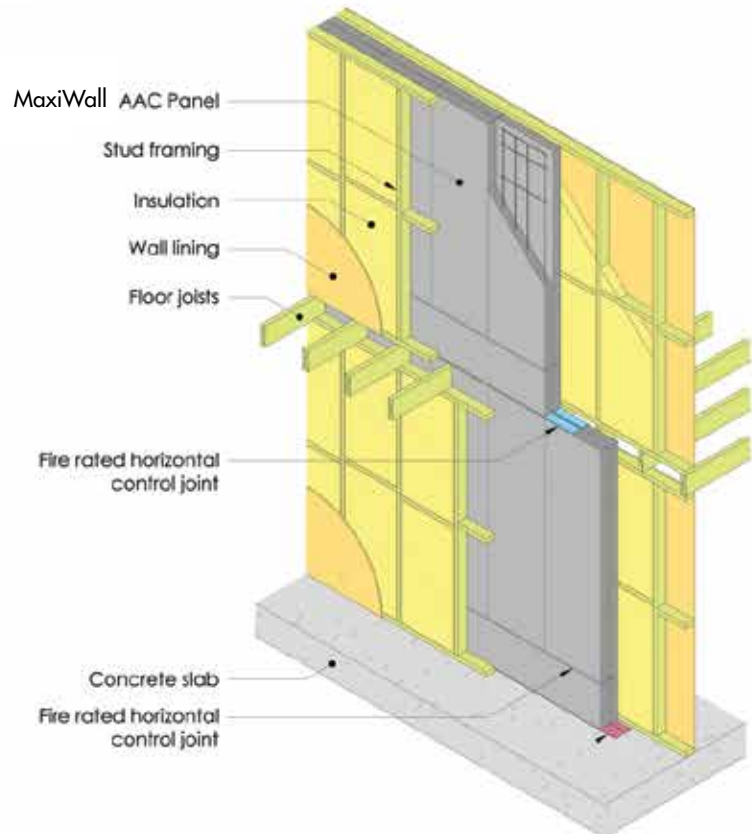 MaxiWall AAC Panel
Stud framing
Insulation
Wall lining
Floor joists
Fire rated horizontal
control joint
Concrete slab
Fire rated horizontal
control joint